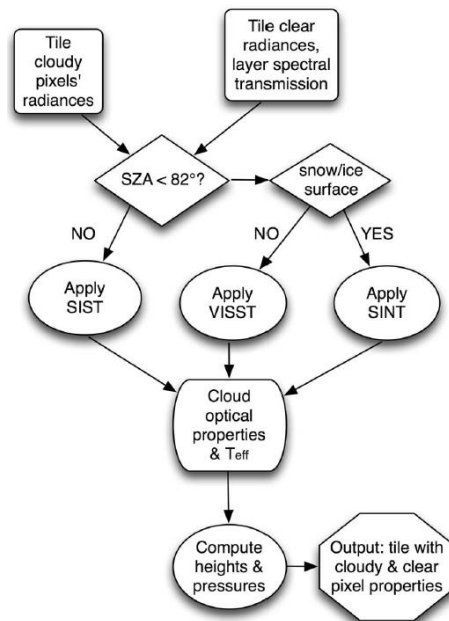 Tile
cloudy
pixels'
radiances
Tile clear
radiances,
layer spectral
transmission
SZA < 82°?
snow/ice
surface
NO
NO
YES
Apply
SIST
Apply
VISST
Apply
SINT
Cloud
optical
properties
& Teff
Compute
heights &
pressures
Output: tile with
cloudy & clear
pixel properties